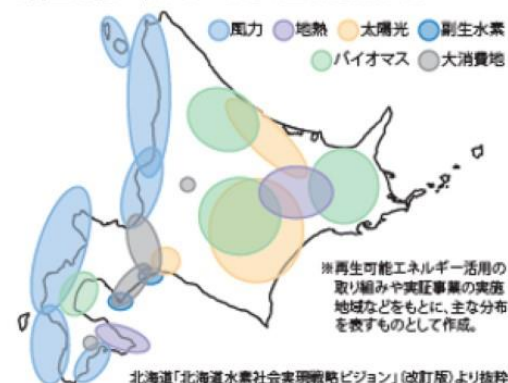 風力 地熱 太陽光 副生水素
バイオマス 大消費地
※再生可能エネルギー活用の
取り組みや実証事業の実施
地域などをもとに、主な分布
を表すものとして作成。
北海道「北海道水素社会実現戦略ビジョン」(改訂版)より抜粋